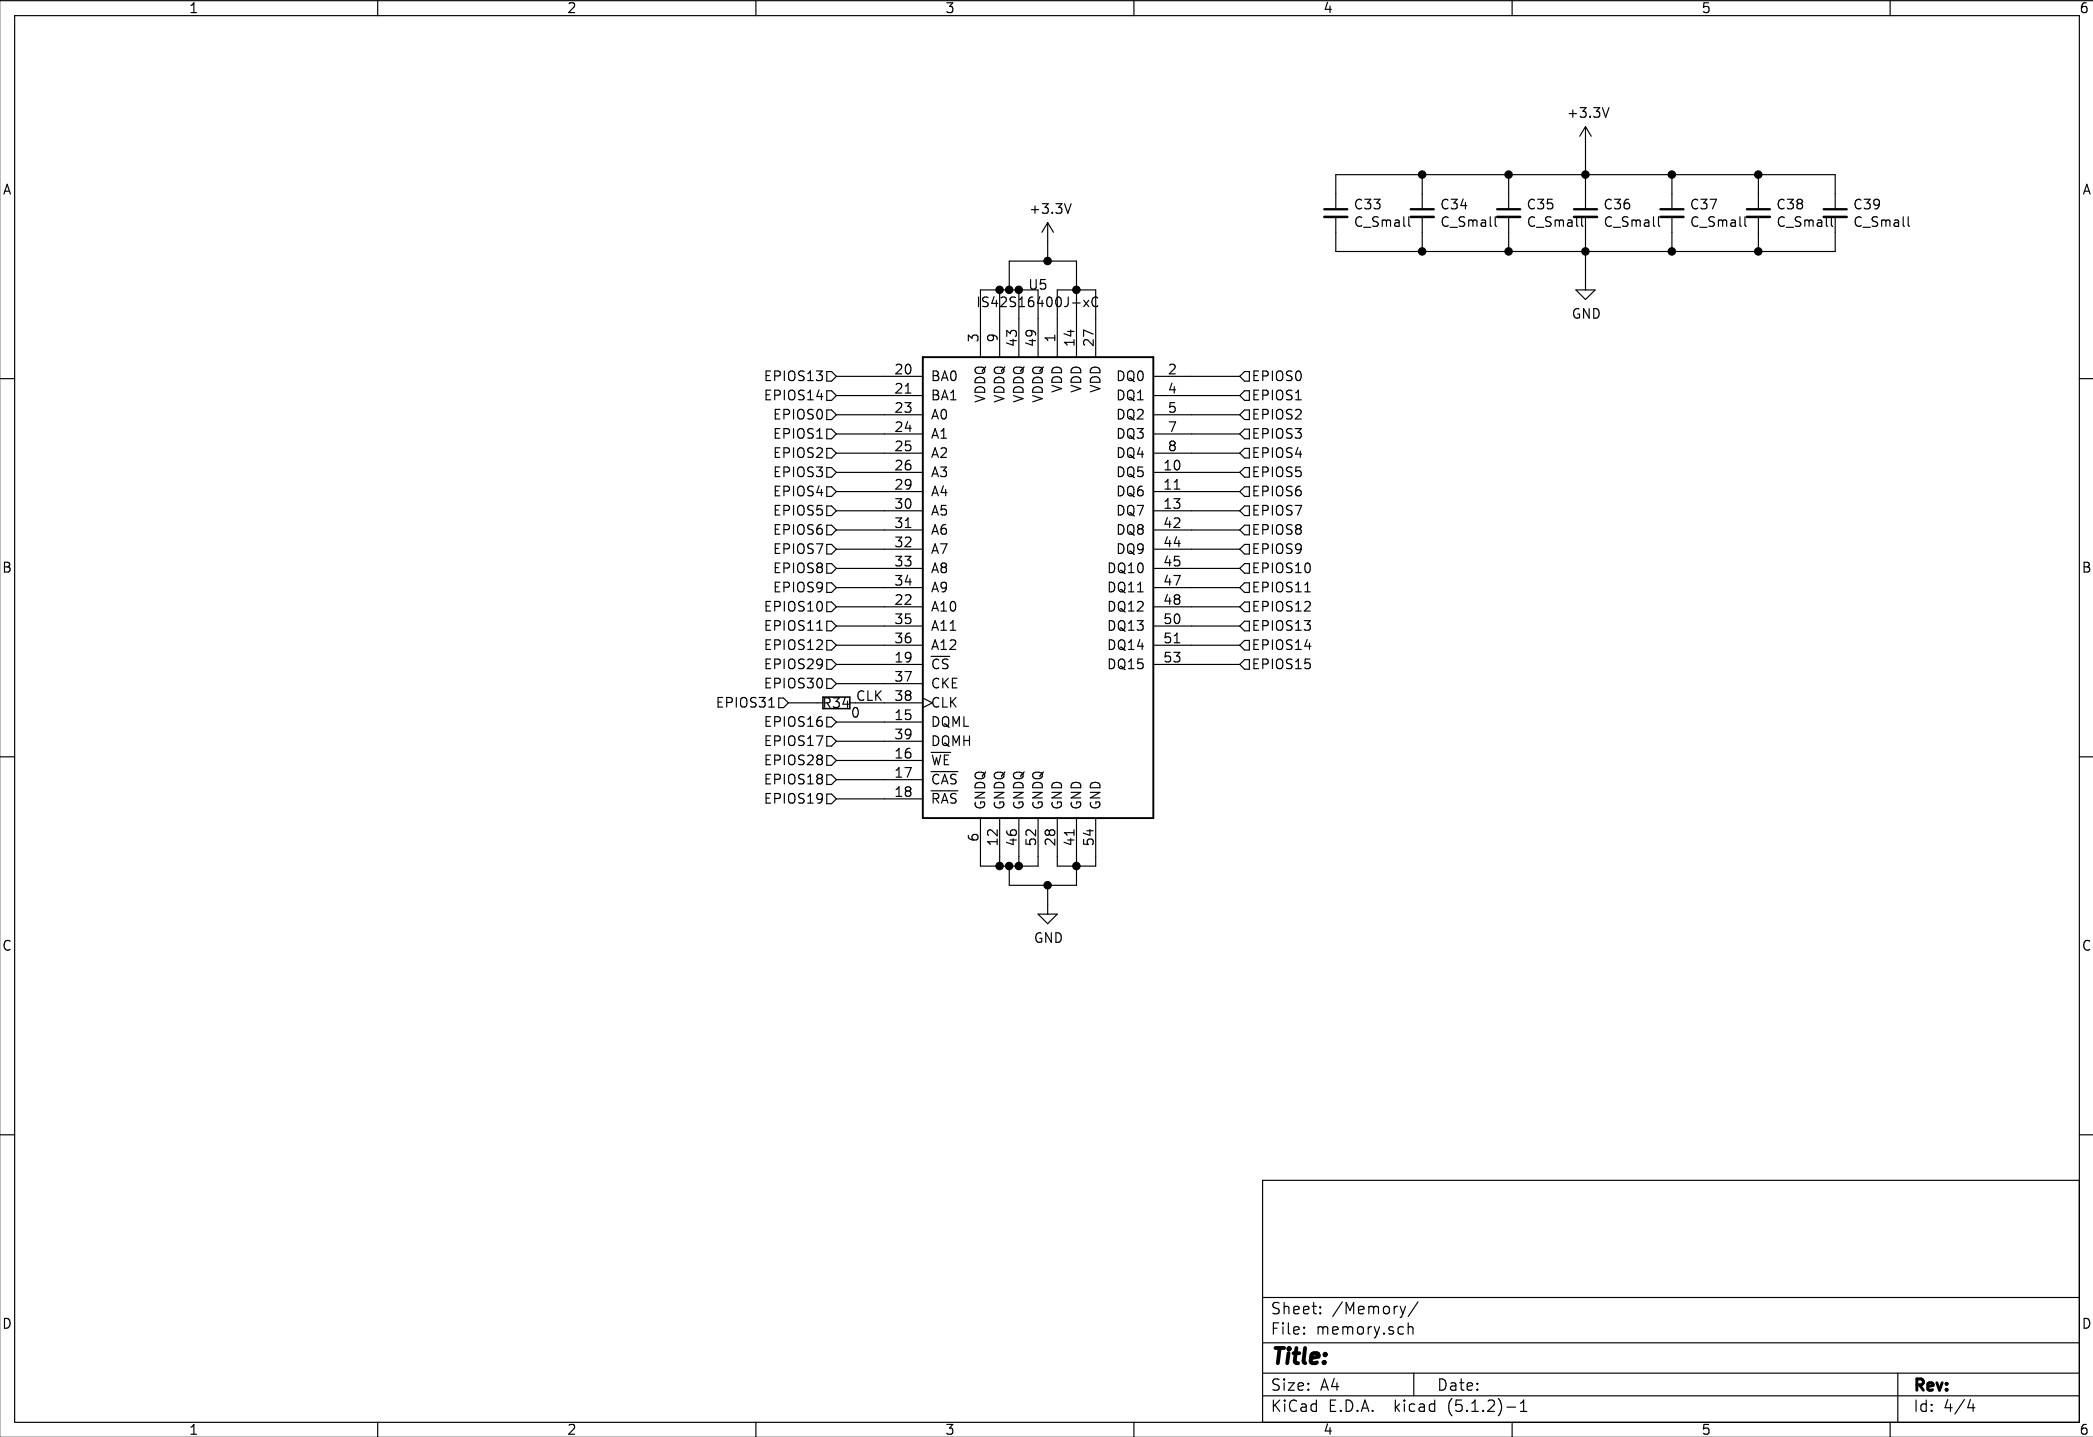 1 2 3 4 5 6
+3.3V
A A
C33 C34 C35 C36 C37 C38 C39
C_Small C_Small C_Small C_Small C_Small C_Small C_Small
+3.3V
GND
U5
IS42S16400J-xC
3 9 43 49 1 14 27
VDDQ VDDQ VDDQ VDDQ VDD VDD VDD
EPIOS13 20 BA0 DQ0 2 EPIOS0
EPIOS14 21 BA1 DQ1 4 EPIOS1
EPIOS0 23 A0 DQ2 5 EPIOS2
EPIOS1 24 A1 DQ3 7 EPIOS3
EPIOS2 25 A2 DQ4 8 EPIOS4
EPIOS3 26 A3 DQ5 10 EPIOS5
EPIOS4 29 A4 DQ6 11 EPIOS6
EPIOS5 30 A5 DQ7 13 EPIOS7
EPIOS6 31 A6 DQ8 42 EPIOS8
EPIOS7 32 A7 DQ9 44 EPIOS9
B EPIOS8 33 A8 DQ10 45 EPIOS10 B
EPIOS9 34 A9 DQ11 47 EPIOS11
EPIOS10 22 A10 DQ12 48 EPIOS12
EPIOS11 35 A11 DQ13 50 EPIOS13
EPIOS12 36 A12 DQ14 51 EPIOS14
EPIOS29 19 CS DQ15 53 EPIOS15
EPIOS30 37 CKE
EPIOS31 R34 0 CLK 38 CLK
EPIOS16 15 DQML
EPIOS17 39 DQMH
EPIOS28 16 WE
EPIOS18 17 CAS
EPIOS19 18 RAS
GNDQ GNDQ GNDQ GNDQ GND GND GND
6 12 46 52 28 41 54
GND
C C
Sheet: /Memory/
D D
File: memory.sch
Title:
Size: A4 Date: Rev:
KiCad E.D.A. kicad (5.1.2)-1 Id: 4/4
1 2 3 4 5 6